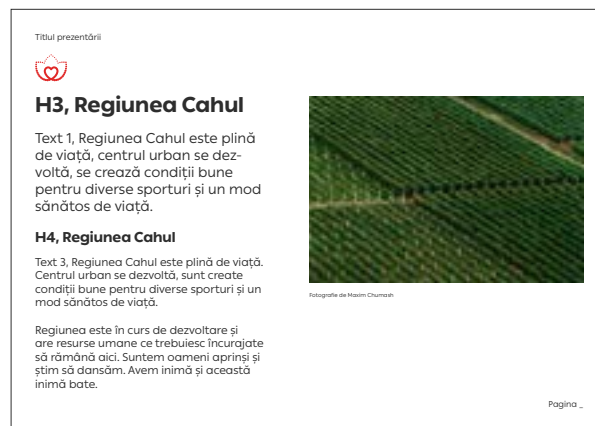 Titlul prezentării
H3, Regiunea Cahul
Text 1, Regiunea Cahul este plină
de viață, centrul urban se dez-
voltă, se crează condiții bune
pentru diverse sporturi și un mod
sănătos de viață.
H4, Regiunea Cahul
Text 3, Regiunea Cahul este plină de viață.
Centrul urban se dezvoltă, sunt create
condiții bune pentru diverse sporturi și un
mod sănătos de viață.
Regiunea este în curs de dezvoltare și
are resurse umane ce trebuiesc încurajate
să rămână aici. Suntem oameni aprinși și
știm să dansăm. Avem inimă și această
inimă bate.
Fotografie de Maxim Chumash
Pagina _